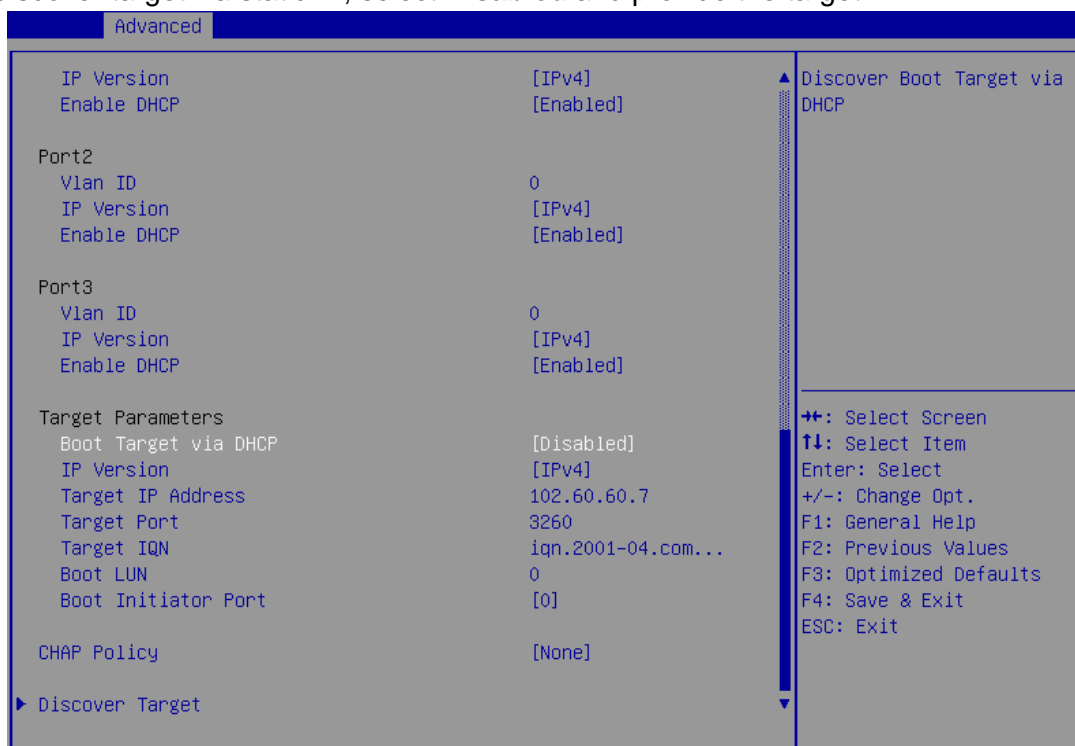 Advanced
IP Version [IPv4]
Enable DHCP [Enabled]
Port2
Vlan ID 0
IP Version [IPv4]
Enable DHCP [Enabled]
Port3
Vlan ID 0
IP Version [IPv4]
Enable DHCP [Enabled]
Target Parameters
Boot Target via DHCP [Disabled]
IP Version [IPv4]
Target IP Address 102.60.60.7
Target Port 3260
Target IQN iqn.2001-04.com...
Boot LUN 0
Boot Initiator Port [0]
CHAP Policy [None]
Discover Target
Discover Boot Target via
DHCP
→←: Select Screen
↑↓: Select Item
Enter: Select
+/-: Change Opt.
F1: General Help
F2: Previous Values
F3: Optimized Defaults
F4: Save & Exit
ESC: Exit